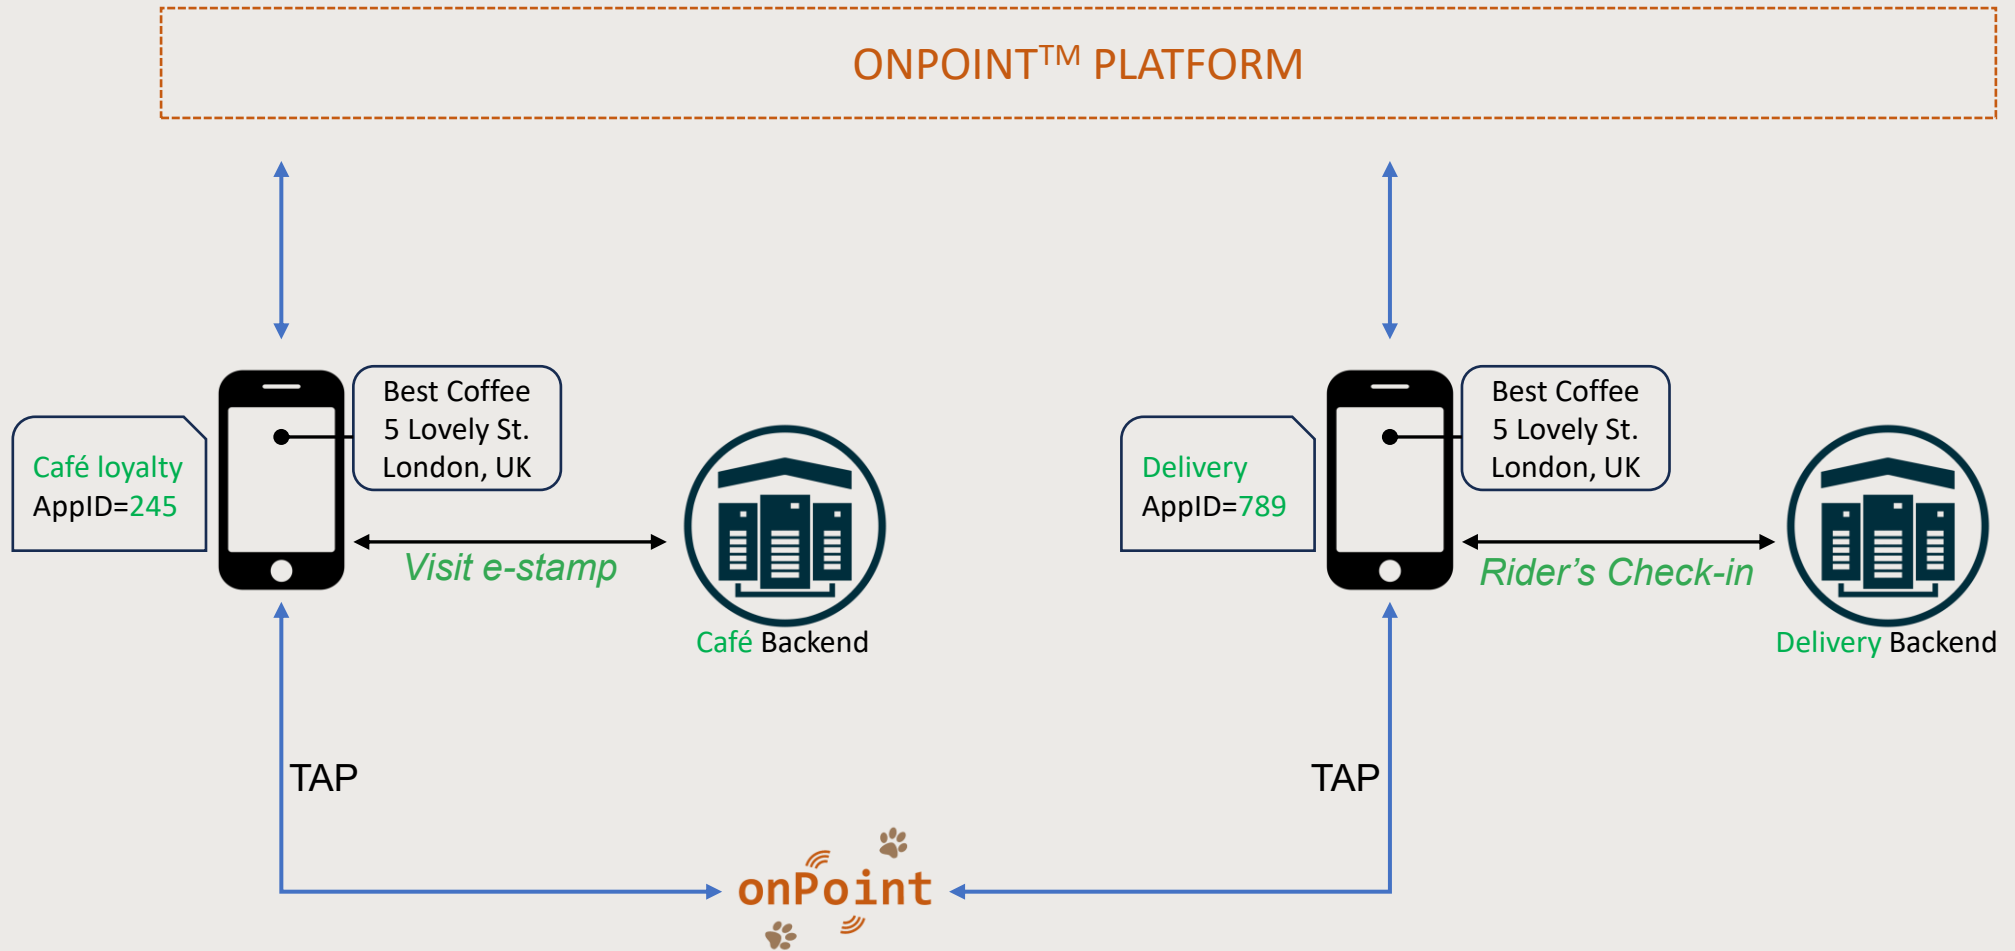 ONPOINT™ PLATFORM
Best Coffee
5 Lovely St.
London, UK
Café loyalty
AppID=245
Visit e-stamp
Café Backend
TAP
Best Coffee
5 Lovely St.
London, UK
Delivery
AppID=789
Rider’s Check-in
Delivery Backend
TAP
onPoint